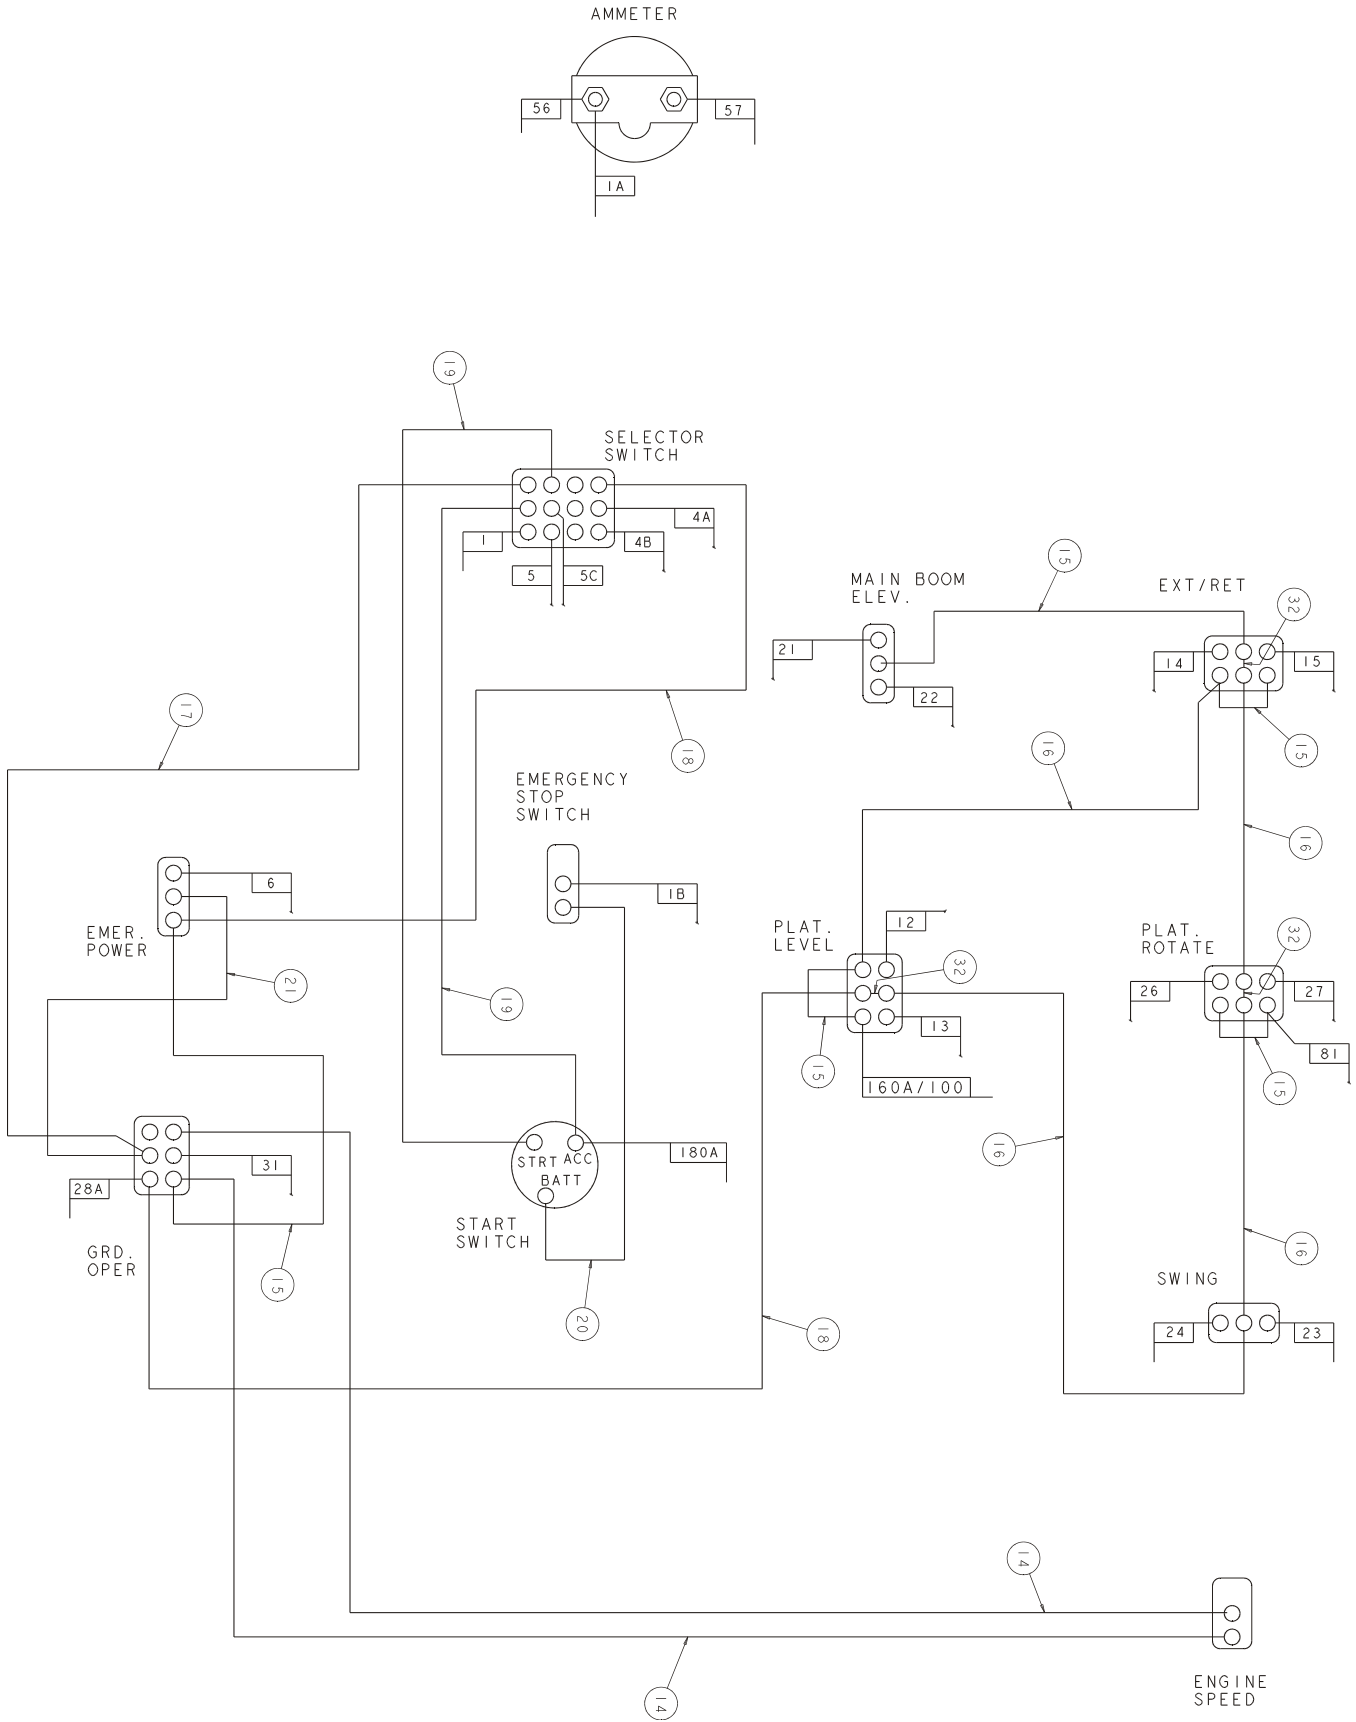 AMMETER
56
57
1A
19
SELECTOR
SWITCH
4A
1
4B
5
5C
15
MAIN BOOM
ELEV.
EXT/RET
32
21
14
15
22
17
18
15
16
EMERGENCY
STOP
SWITCH
16
6
1B
EMER.
POWER
12
PLAT.
LEVEL
PLAT.
ROTATE
32
32
21
19
26
27
13
81
15
160A/100
15
16
STRT
ACC
180A
31
BATT
28A
START
SWITCH
GRD.
OPER
16
15
SWING
20
18
24
23
14
14
ENGINE
SPEED